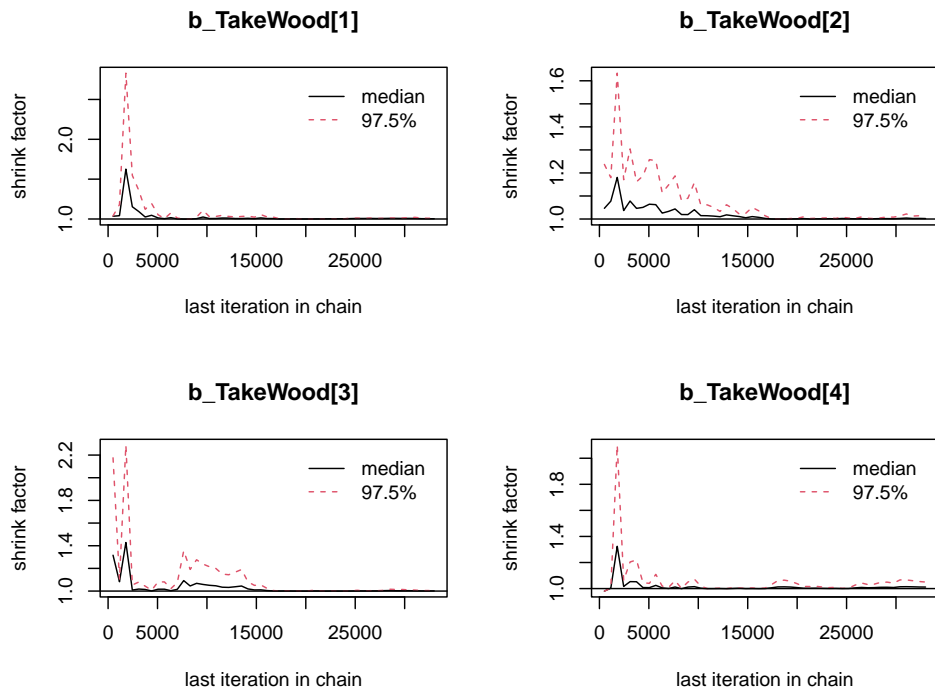 b_TakeWood[1]
shrink factor
1.0 2.0
median
97.5%
0 5000 15000 25000
last iteration in chain
b_TakeWood[2]
shrink factor
1.0 1.2 1.4 1.6
median
97.5%
0 5000 15000 25000
last iteration in chain
b_TakeWood[3]
shrink factor
1.0 1.4 1.8 2.2
median
97.5%
0 5000 15000 25000
last iteration in chain
b_TakeWood[4]
shrink factor
1.0 1.4 1.8
median
97.5%
0 5000 15000 25000
last iteration in chain